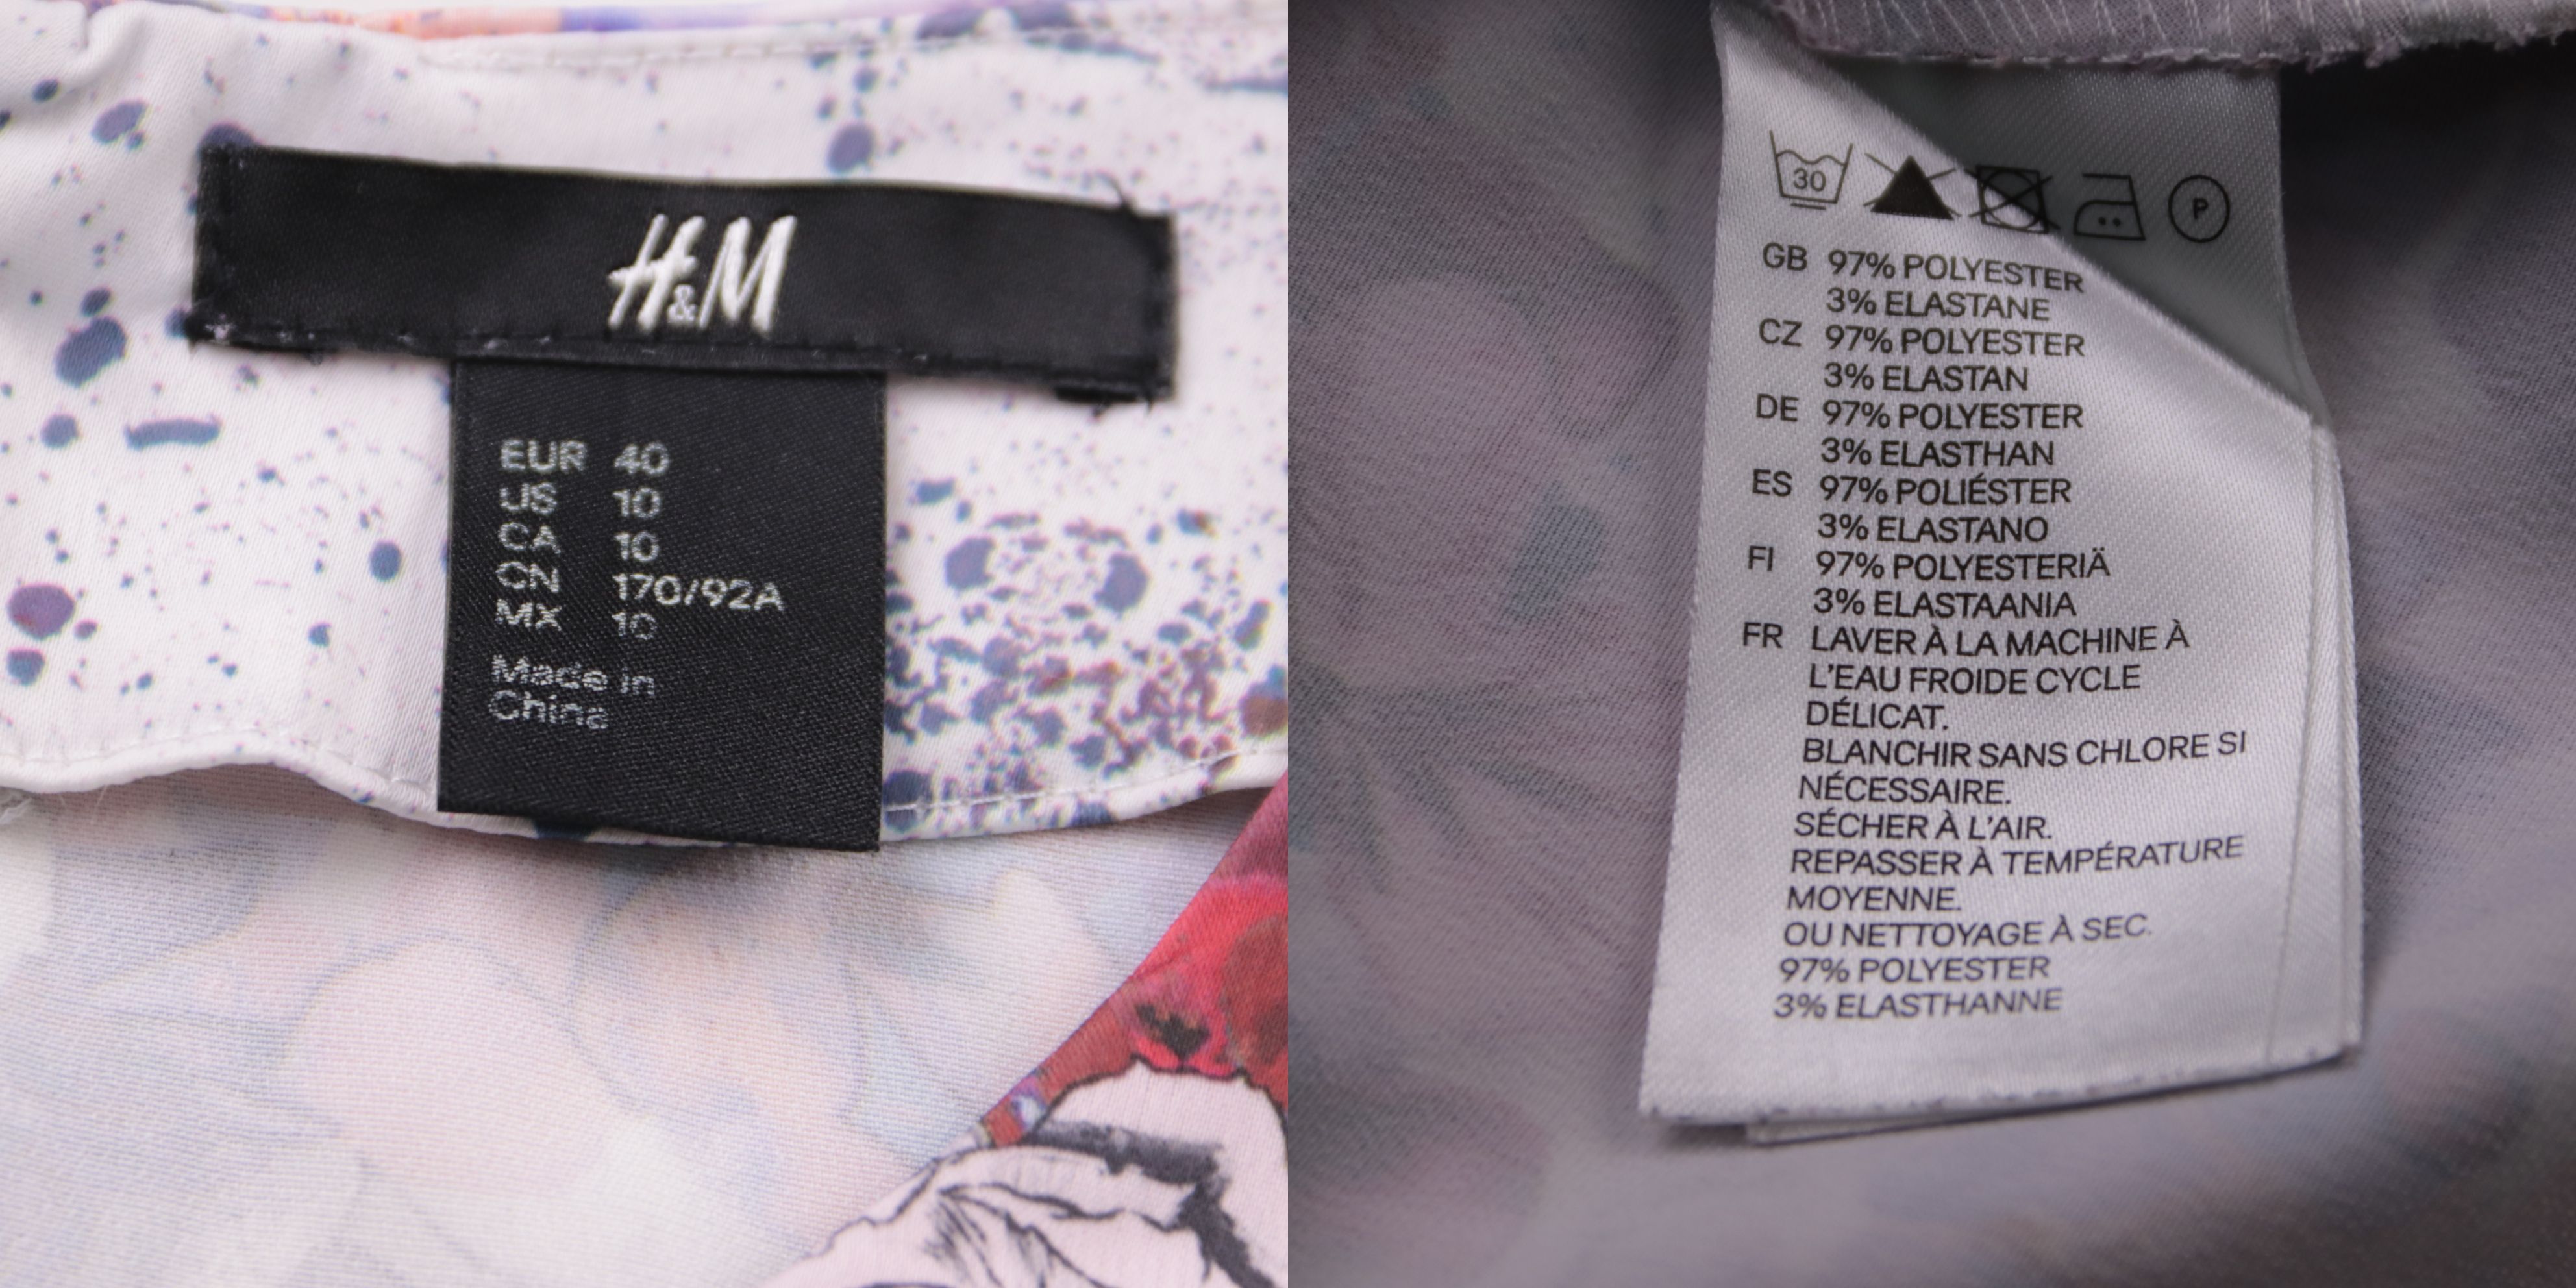 H&M
EUR 40
US 10
CA 10
CN 170/92A
MX 10
Made in
China
30
P
GB 97% POLYESTER
3% ELASTANE
CZ 97% POLYESTER
3% ELASTAN
DE 97% POLYESTER
3% ELASTHAN
ES 97% POLIÉSTER
3% ELASTANO
FI 97% POLYESTERIÄ
3% ELASTAANIA
FR LAVER À LA MACHINE À
L'EAU FROIDE CYCLE
DÉLICAT.
BLANCHIR SANS CHLORE SI
NÉCESSAIRE.
SÉCHER À L'AIR.
REPASSER À TEMPÉRATURE
MOYENNE.
OU NETTOYAGE À SEC.
97% POLYESTER
3% ELASTHANNE